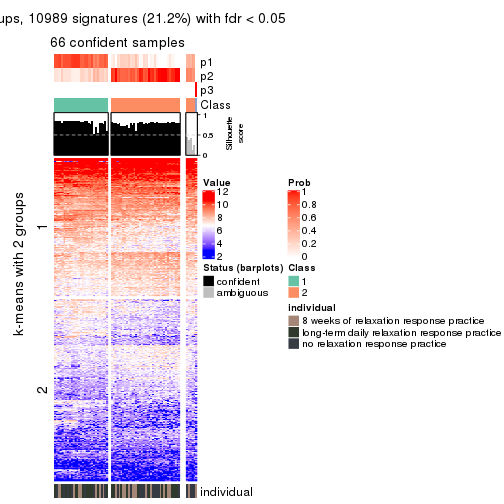 ups, 10989 signatures (21.2%) with fdr < 0.05
66 confident samples
p1
p2
p3
Class
1
0.5
0
Silhouette
score
k-means with 2 groups
1
2
Value
12
10
8
6
4
2
Prob
1
0.8
0.6
0.4
0.2
0
Status (barplots)
confident
ambiguous
Class
1
2
individual
8 weeks of relaxation response practice
long-term daily relaxation response practice
no relaxation response practice
individual